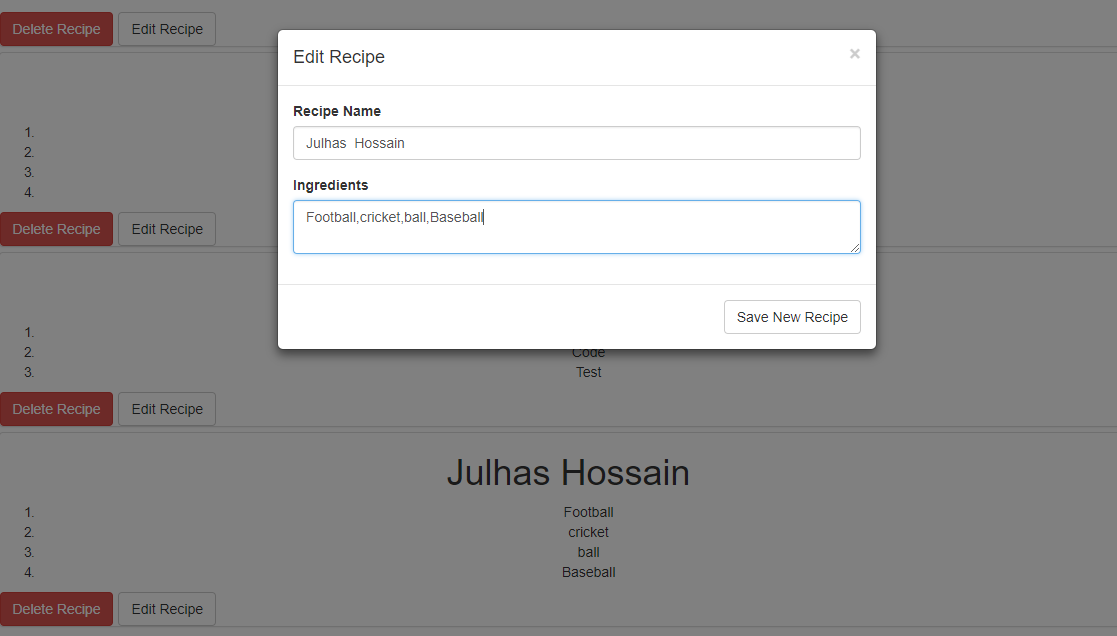 Delete Recipe Edit Recipe
Edit Recipe ×
Recipe Name
Julhas  Hossain
Ingredients
Football,cricket,ball,Baseball
Save New Recipe
1.
2.
3.
4.
Delete Recipe Edit Recipe
1.
2. Code
3. Test
Delete Recipe Edit Recipe
Julhas Hossain
1. Football
2. cricket
3. ball
4. Baseball
Delete Recipe Edit Recipe